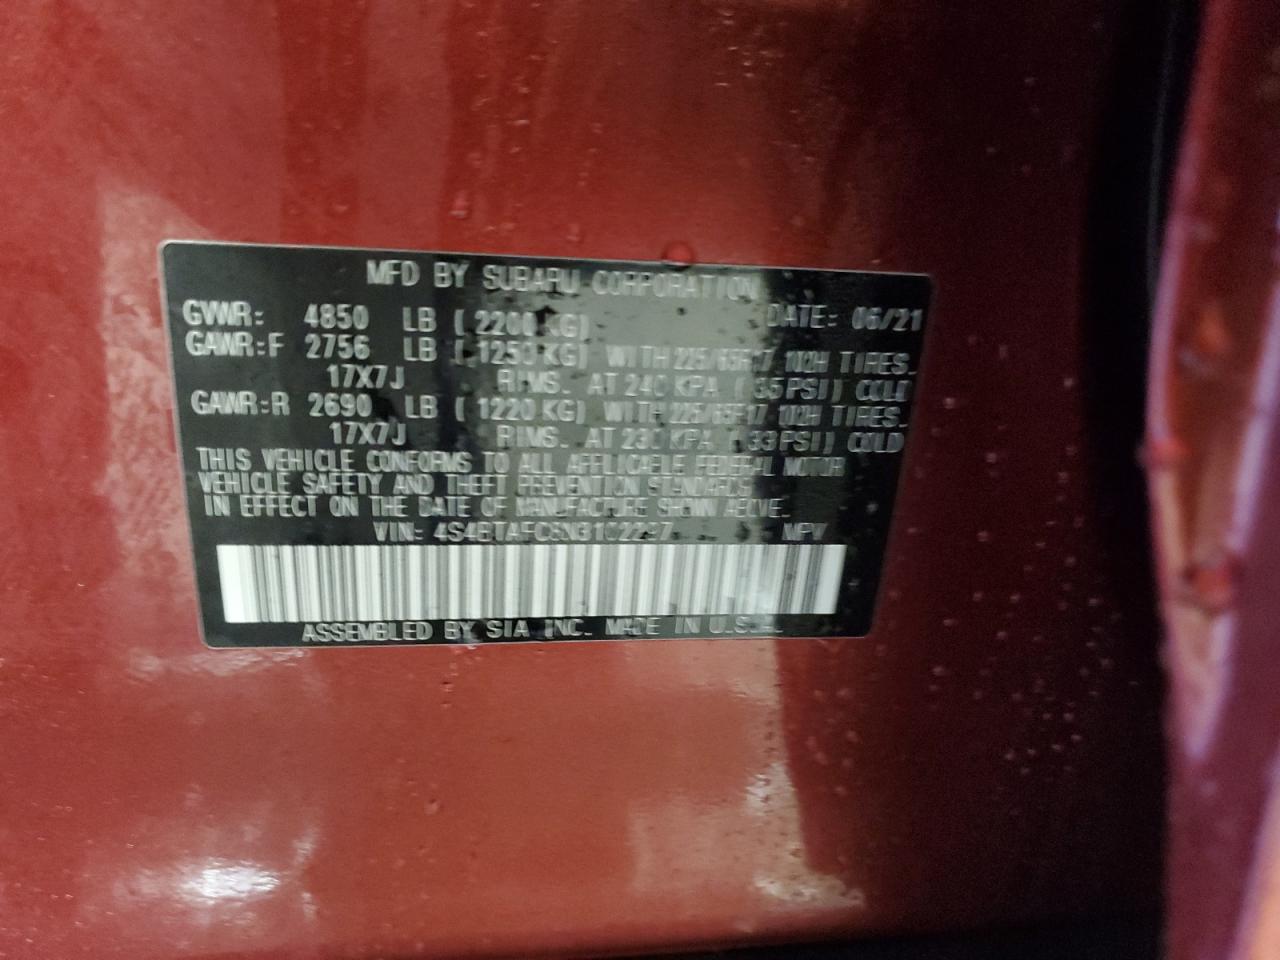 MFD BY SUBARU CORPORATION
GVWR: 4850 LB ( 2200 KG) DATE: 06/21
GAWR:F 2756 LB ( 1250 KG) WITH 225/65R17 102H TIRES.
17X7J RIMS. AT 240 KPA. ( 35 PSI) COLD
GAWR:R 2690 LB ( 1220 KG) WITH 225/65R17 102H TIRES.
17X7J RIMS. AT 230 KPA. ( 33 PSI) COLD
THIS VEHICLE CONFORMS TO ALL APPLICABLE FEDERAL MOTOR
VEHICLE SAFETY AND THEFT PREVENTION STANDARDS
IN EFFECT ON THE DATE OF MANUFACTURE SHOWN ABOVE.
VIN: MPV
ASSEMBLED BY SIA INC. MADE IN U.S.A.